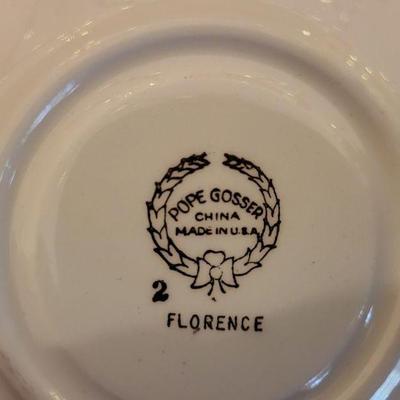 POPE GOSSER
CHINA
MADE IN U.S.A.
2
FLORENCE